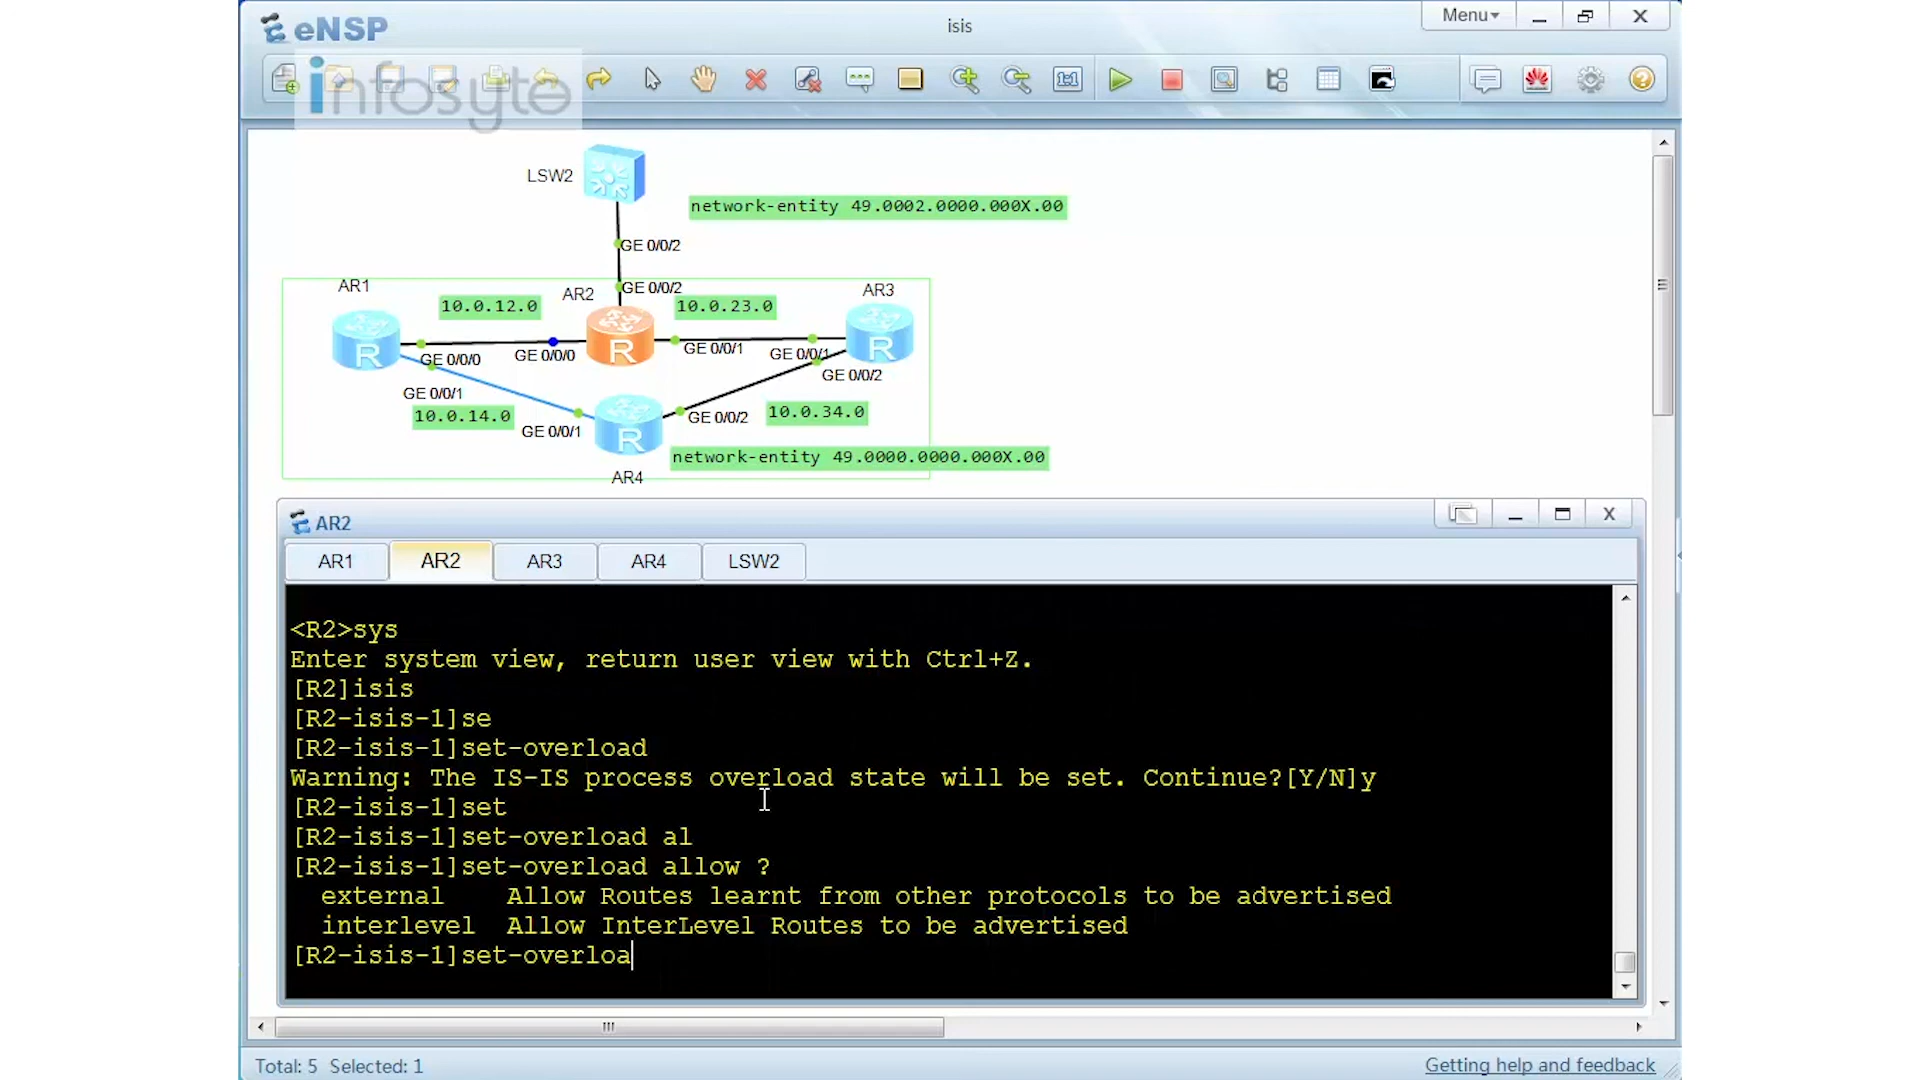 eNSP
isis
Menu
infosyte
1:1
LSW2
network-entity 49.0002.0000.000X.00
GE 0/0/2
AR1
GE 0/0/2
AR2
AR3
10.0.12.0
10.0.23.0
R
R
R
GE 0/0/0
GE 0/0/0
GE 0/0/1
GE 0/0/1
GE 0/0/2
GE 0/0/1
10.0.14.0
10.0.34.0
GE 0/0/2
GE 0/0/1
R
network-entity 49.0000.0000.000X.00
AR4
AR2
X
AR1
AR2
AR3
AR4
LSW2
<R2>sys
Enter system view, return user view with Ctrl+Z.
[R2]isis
[R2-isis-1]se
[R2-isis-1]set-overload
Warning: The IS-IS process overload state will be set. Continue?[Y/N]y
[R2-isis-1]set
[R2-isis-1]set-overload al
[R2-isis-1]set-overload allow ?
external Allow Routes learnt from other protocols to be advertised
interlevel Allow InterLevel Routes to be advertised
[R2-isis-1]set-overloa
Total: 5 Selected: 1
Getting help and feedback